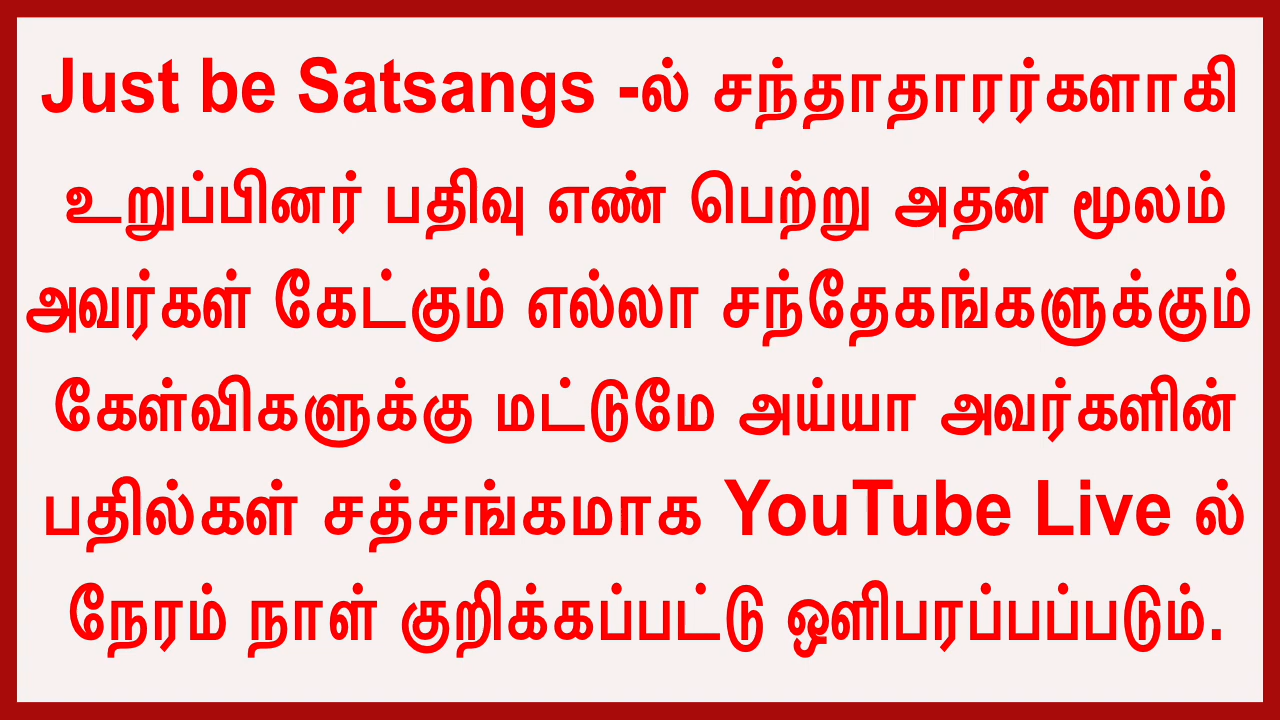 Just be Satsangs -ல் சந்தாதாரர்களாகி
உறுப்பினர் பதிவு எண் பெற்று அதன் மூலம்
அவர்கள் கேட்கும் எல்லா சந்தேகங்களுக்கும்
கேள்விகளுக்கு மட்டுமே அய்யா அவர்களின்
பதில்கள் சத்சங்கமாக YouTube Live ல்
நேரம் நாள் குறிக்கப்பட்டு ஒளிபரப்பப்படும்.